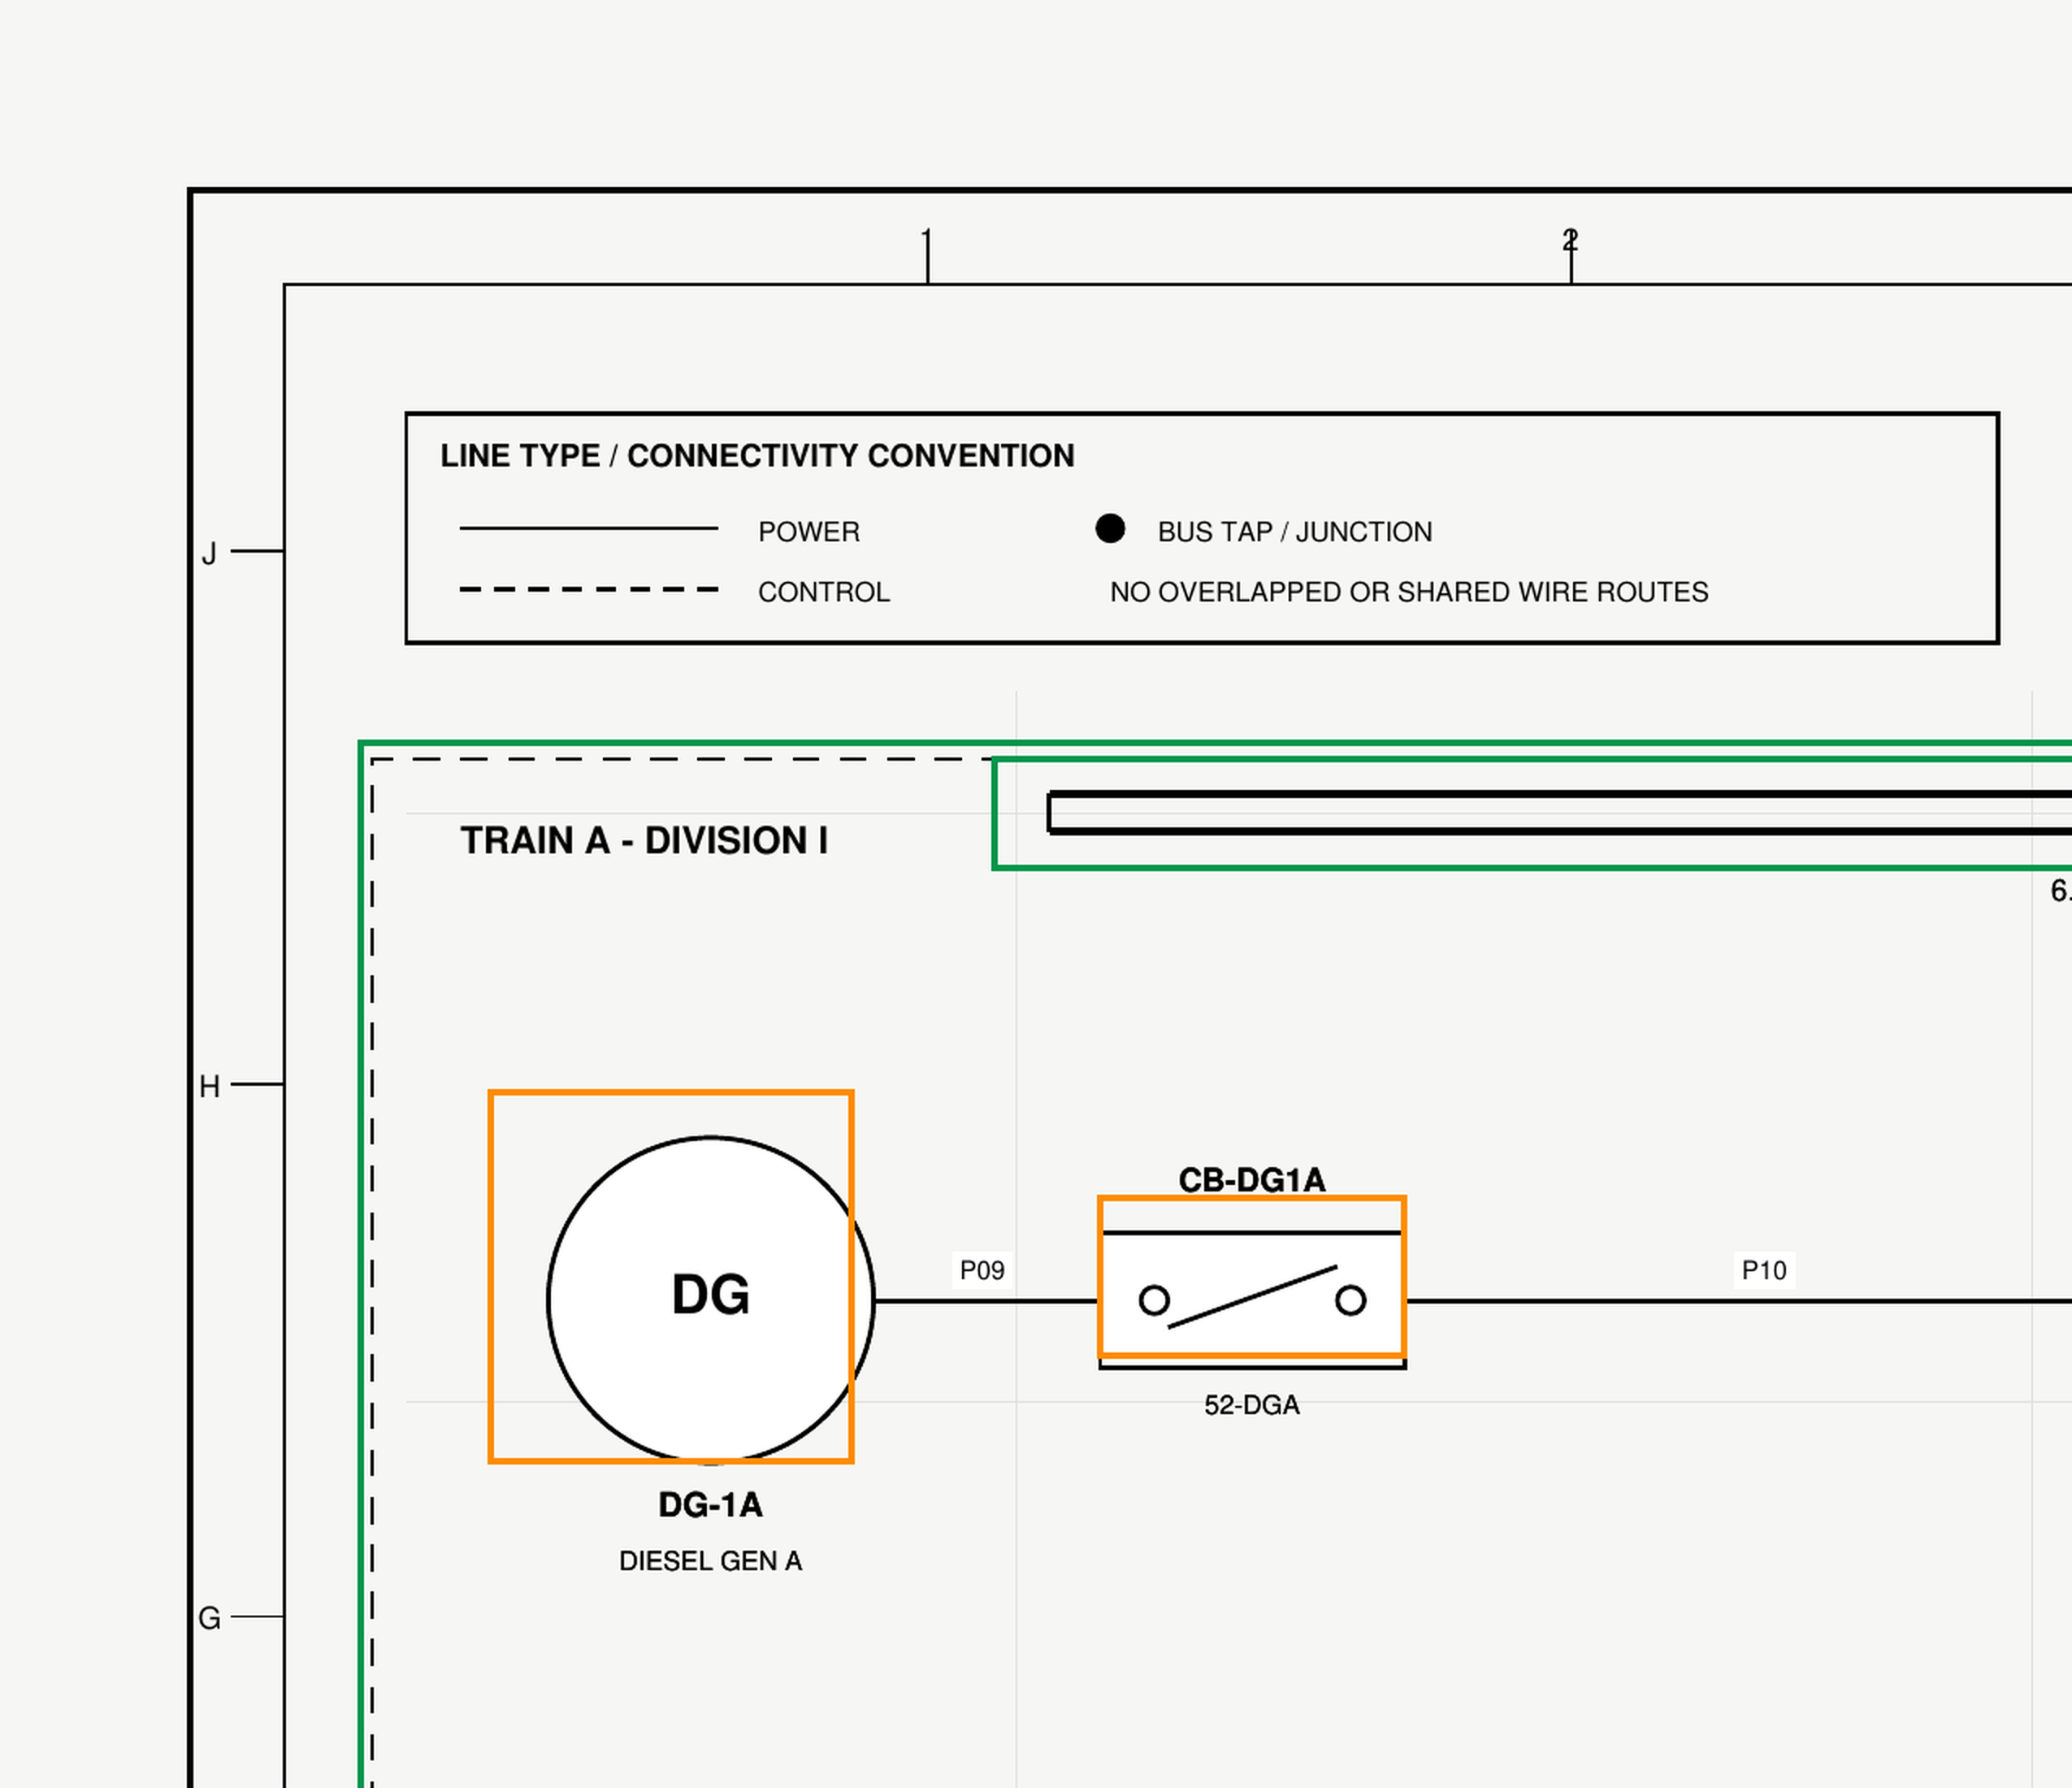 1
2
LINE TYPE / CONNECTIVITY CONVENTION
POWER
BUS TAP / JUNCTION
J
CONTROL
NO OVERLAPPED OR SHARED WIRE ROUTES
TRAIN A - DIVISION I
6.
H
CB-DG1A
P09
P10
DG
52-DGA
DG-1A
DIESEL GEN A
G